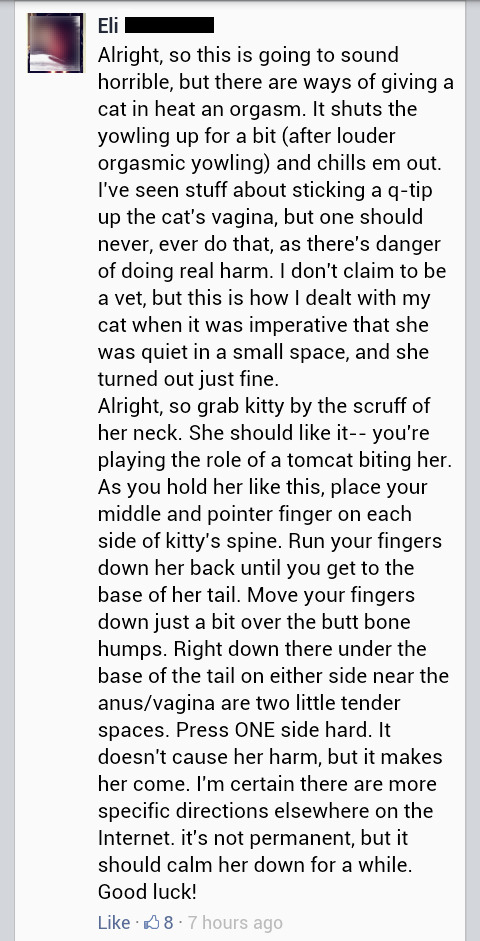 Eli
Alright, so this is going to sound
horrible, but there are ways of giving a
cat in heat an orgasm. It shuts the
yowling up for a bit (after louder
orgasmic yowling) and chills em out.
I've seen stuff about sticking a q-tip
up the cat's vagina, but one should
never, ever do that, as there's danger
of doing real harm. I don't claim to be
a vet, but this is how I dealt with my
cat when it was imperative that she
was quiet in a small space, and she
turned out just fine.
Alright, so grab kitty by the scruff of
her neck. She should like it-- you're
playing the role of a tomcat biting her.
As you hold her like this, place your
middle and pointer finger on each
side of kitty's spine. Run your fingers
down her back until you get to the
base of her tail. Move your fingers
down just a bit over the butt bone
humps. Right down there under the
base of the tail on either side near the
anus/vagina are two little tender
spaces. Press ONE side hard. It
doesn't cause her harm, but it makes
her come. I'm certain there are more
specific directions elsewhere on the
Internet. it's not permanent, but it
should calm her down for a while.
Good luck!
Like · 8 · 7 hours ago